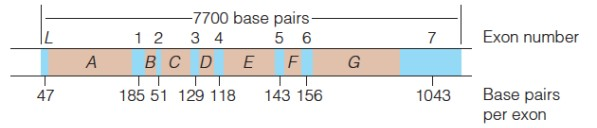 7700 base pairs
L 1 2 3 4 5 6 7 Exon number
A B C D E F G
47 185 51 129 118 143 156 1043 Base pairs
per exon